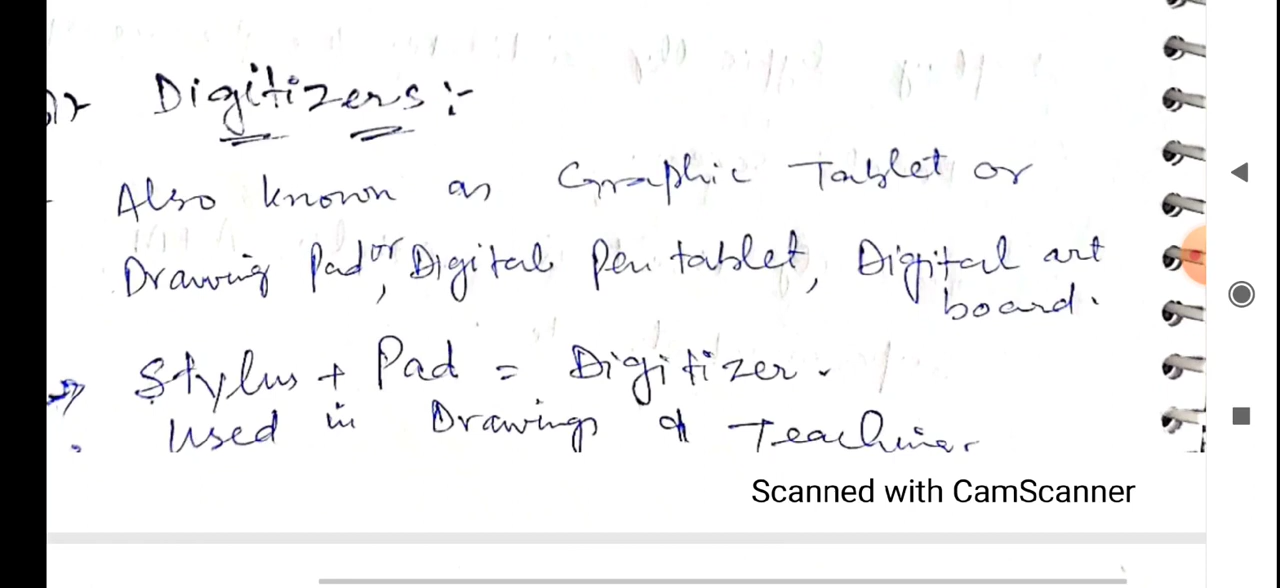 Digitizers :-
Also known as Graphic Tablet or
Drawing Pad or, Digital Pen tablet, Digital art
board.
⇒ Stylus + Pad = Digitizer.
Used in Drawings & Teaching.
Scanned with CamScanner